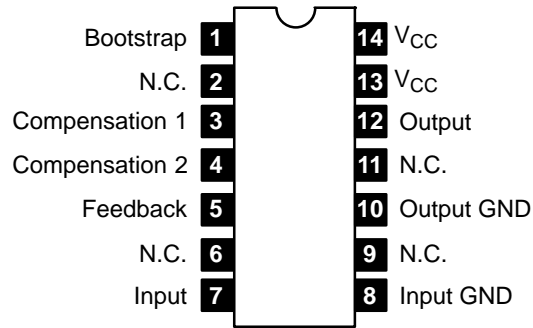 Bootstrap 1 14 VCC
N.C. 2 13 VCC
Compensation 1 3 12 Output
Compensation 2 4 11 N.C.
Feedback 5 10 Output GND
N.C. 6 9 N.C.
Input 7 8 Input GND